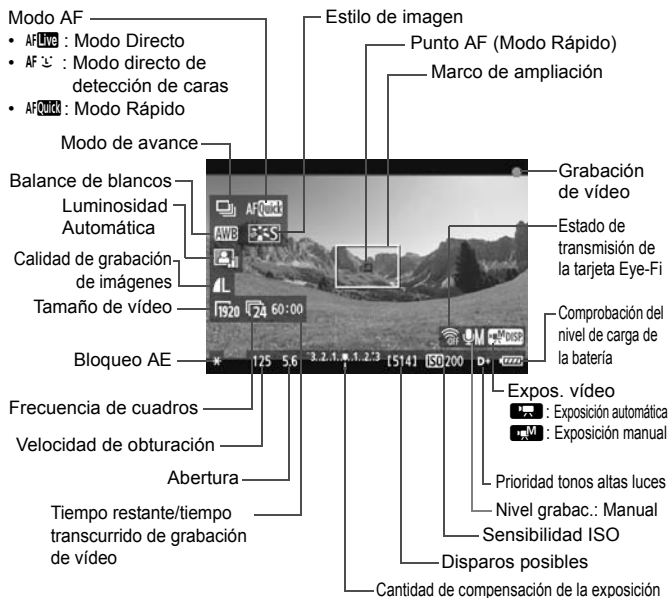 Modo AF
• AF Live : Modo Directo
• AF : Modo directo de
detección de caras
• AF Quick : Modo Rápido
Modo de avance
Balance de blancos
Luminosidad
Automática
Calidad de grabación
de imágenes
Tamaño de vídeo
Bloqueo AE
Frecuencia de cuadros
Velocidad de obturación
Abertura
Tiempo restante/tiempo
transcurrido de grabación
de vídeo
Estilo de imagen
Punto AF (Modo Rápido)
Marco de ampliación
AF Quick
AWB
S
L
1920 24 60:00
OFF M M DISP.
* 125 5.6 -3..2..1..0..1..2.:3 [514] ISO 200 D+
Grabación
de vídeo
Estado de
transmisión de
la tarjeta Eye-Fi
Comprobación del
nivel de carga de
la batería
Expos. vídeo
: Exposición automática
M : Exposición manual
Prioridad tonos altas luces
Nivel grabac.: Manual
Sensibilidad ISO
Disparos posibles
Cantidad de compensación de la exposición